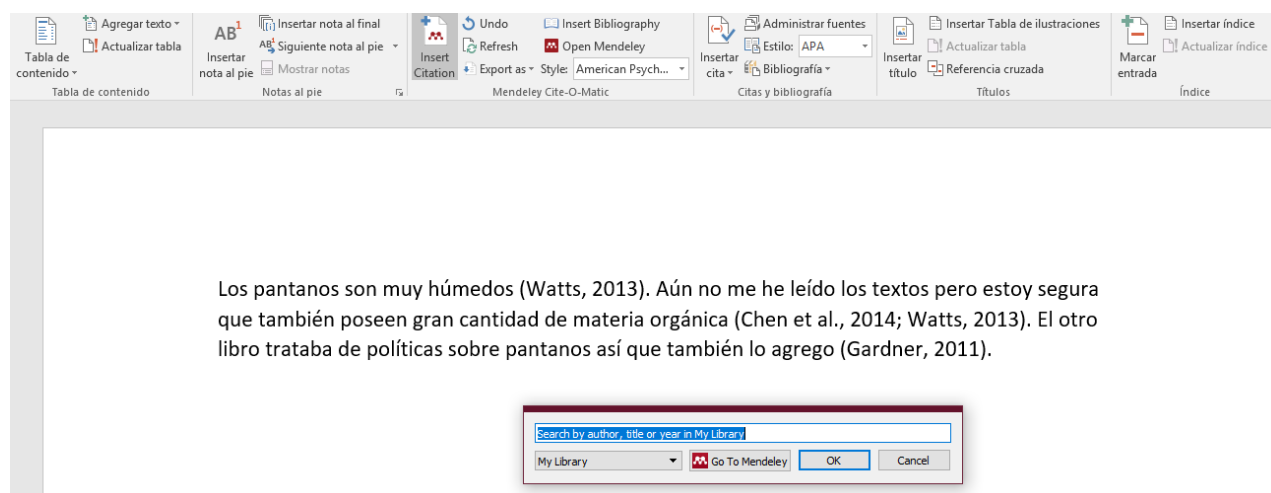 Tabla de contenido
Agregar texto
Actualizar tabla
Tabla de contenido
AB1
Insertar nota al pie
Insertar nota al final
AB1 Siguiente nota al pie
Mostrar notas
Notas al pie
Insert Citation
Undo
Refresh
Export as
Insert Bibliography
Open Mendeley
Style: American Psych...
Mendeley Cite-O-Matic
Insertar cita
Administrar fuentes
Estilo: APA
Bibliografía
Citas y bibliografía
Insertar título
Insertar Tabla de ilustraciones
Actualizar tabla
Referencia cruzada
Títulos
Marcar entrada
Insertar índice
Actualizar índice
Índice
Los pantanos son muy húmedos (Watts, 2013). Aún no me he leído los textos pero estoy segura
que también poseen gran cantidad de materia orgánica (Chen et al., 2014; Watts, 2013). El otro
libro trataba de políticas sobre pantanos así que también lo agrego (Gardner, 2011).
Search by author, title or year in My Library
My Library
Go To Mendeley
OK
Cancel